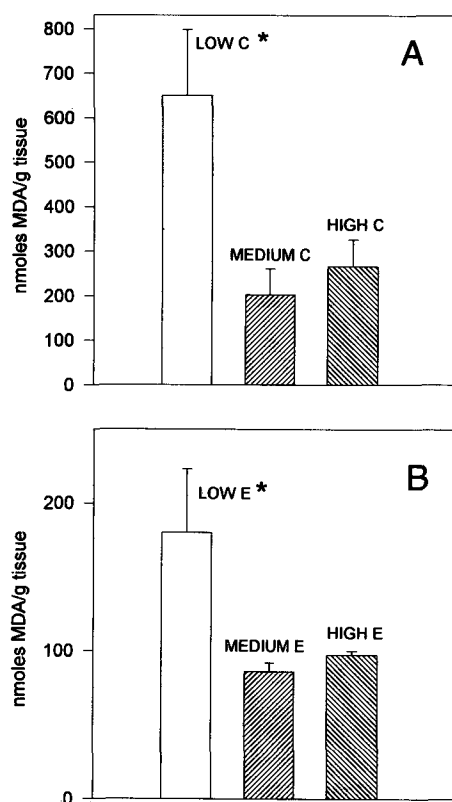 A
nmoles MDA/g tissue
800
700
600
500
400
300
200
100
0
LOW C *
MEDIUM C
HIGH C
B
nmoles MDA/g tissue
200
100
0
LOW E *
MEDIUM E
HIGH E